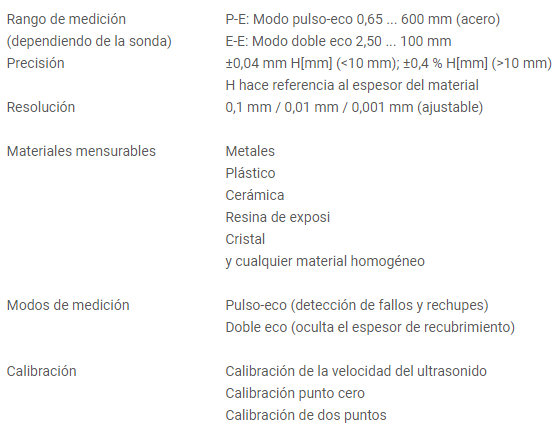 Rango de medición P-E: Modo pulso-eco 0,65 ... 600 mm (acero)
(dependiendo de la sonda) E-E: Modo doble eco 2,50 ... 100 mm
Precisión ±0,04 mm H[mm] (<10 mm); ±0,4 % H[mm] (>10 mm)
H hace referencia al espesor del material
Resolución 0,1 mm / 0,01 mm / 0,001 mm (ajustable)
Materiales mensurables Metales
Plástico
Cerámica
Resina de exposi
Cristal
y cualquier material homogéneo
Modos de medición Pulso-eco (detección de fallos y rechupes)
Doble eco (oculta el espesor de recubrimiento)
Calibración Calibración de la velocidad del ultrasonido
Calibración punto cero
Calibración de dos puntos